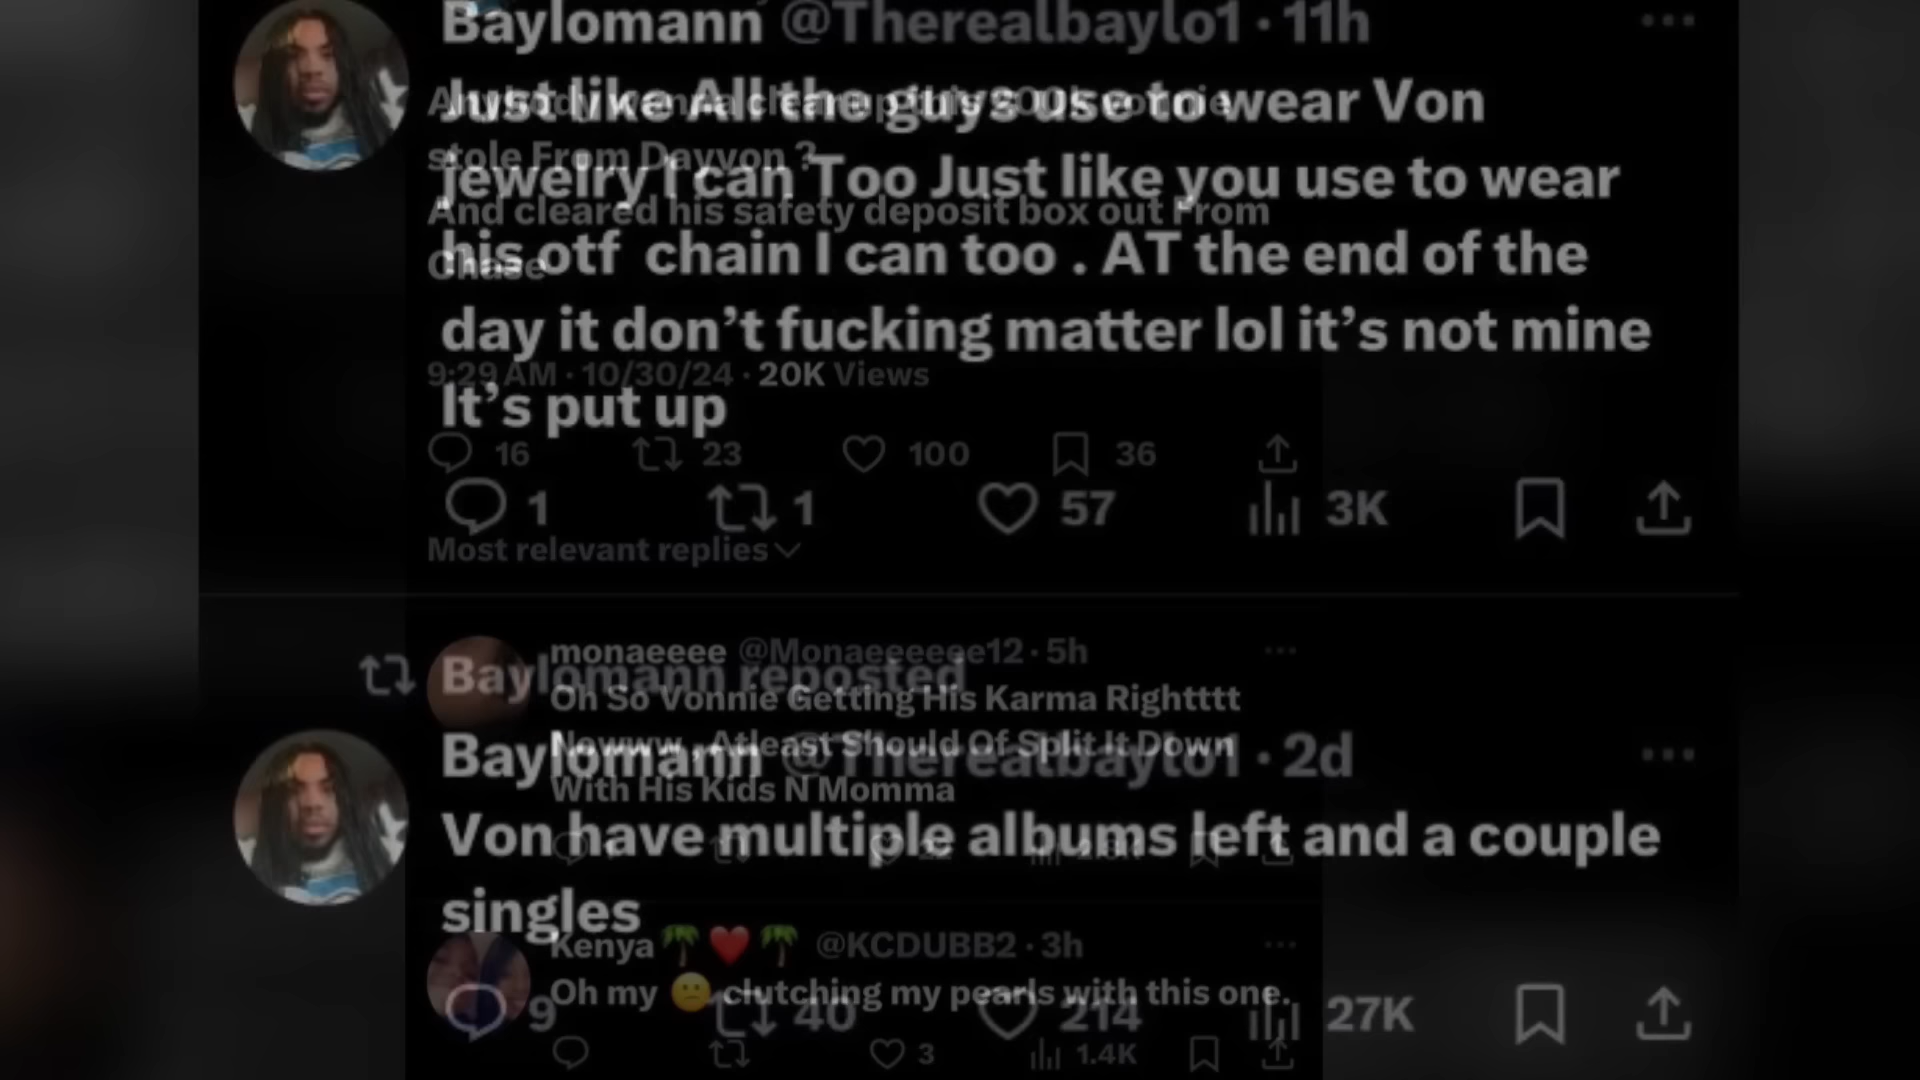 Baylomann @Therealbaylo1 · 11h
Just like All the guys use to wear Von
jewelry I can Too Just like you use to wear
his otf chain I can too . AT the end of the
day it don't fucking matter lol it's not mine
It's put up
1 1 57 3K
Baylomann reposted
Baylomann @Therealbaylo1 · 2d
Von have multiple albums left and a couple
singles
9 40 214 27K
stole From Dayvon ?
And cleared his safety deposit box out From
Chase
9:29 AM · 10/30/24 · 20K Views
16 23 100 36
Most relevant replies
monaeeee @Monaeeeeee12 · 5h
Oh So Vonnie Getting His Karma Rightttt
Nowww , Atleast Should Of Split It Down
With His Kids N Momma
Kenya🌴❤️🌴 @KCDUBB2 · 3h
Oh my 😕 clutching my pearls with this one.
3 1.4K